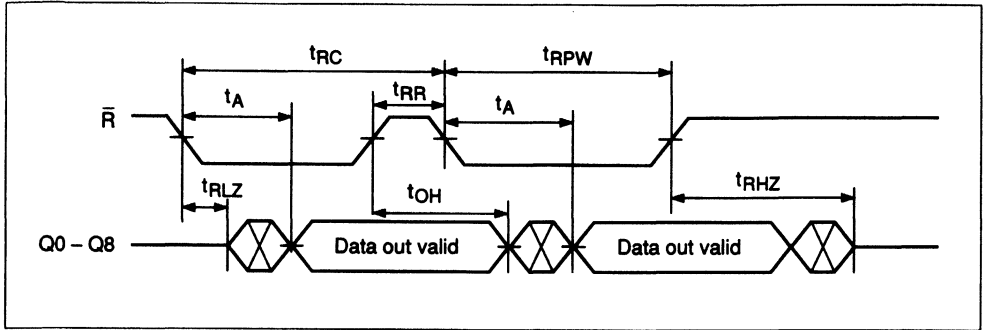 tRC
tRPW
tRR
tA
tA
R̄
tRLZ
tOH
tRHZ
Q0 – Q8
Data out valid
Data out valid